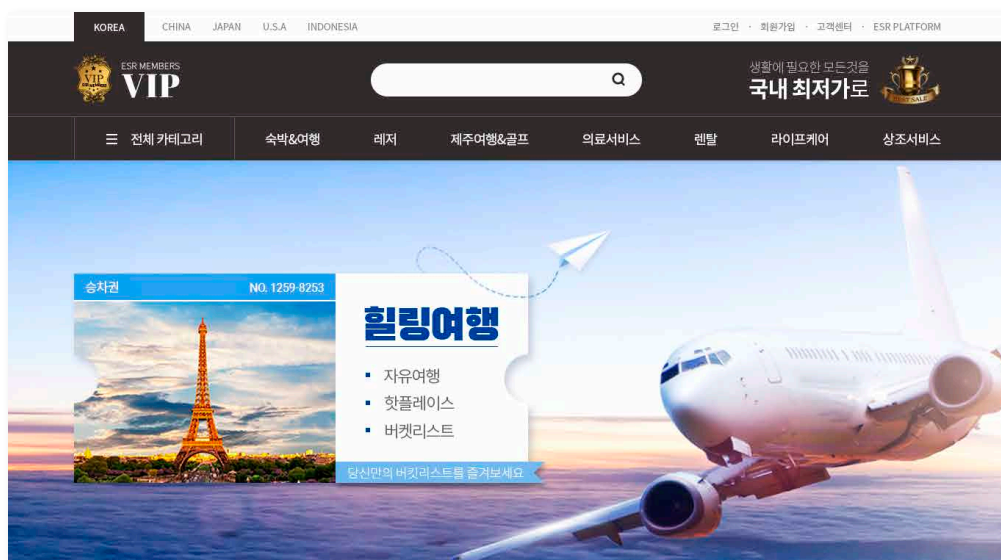 KOREA CHINA JAPAN U.S.A INDONESIA 로그인 · 회원가입 · 고객센터 · ESR PLATFORM
ESR MEMBERS
VIP
VIP
생활에 필요한 모든것을
국내 최저가로
BEST SALE
☰ 전체 카테고리 숙박&여행 레저 제주여행&골프 의료서비스 렌탈 라이프케어 상조서비스
승차권 NO. 1259-8253
힐링여행
▪ 자유여행
▪ 핫플레이스
▪ 버켓리스트
당신만의 버킷리스트를 즐겨보세요